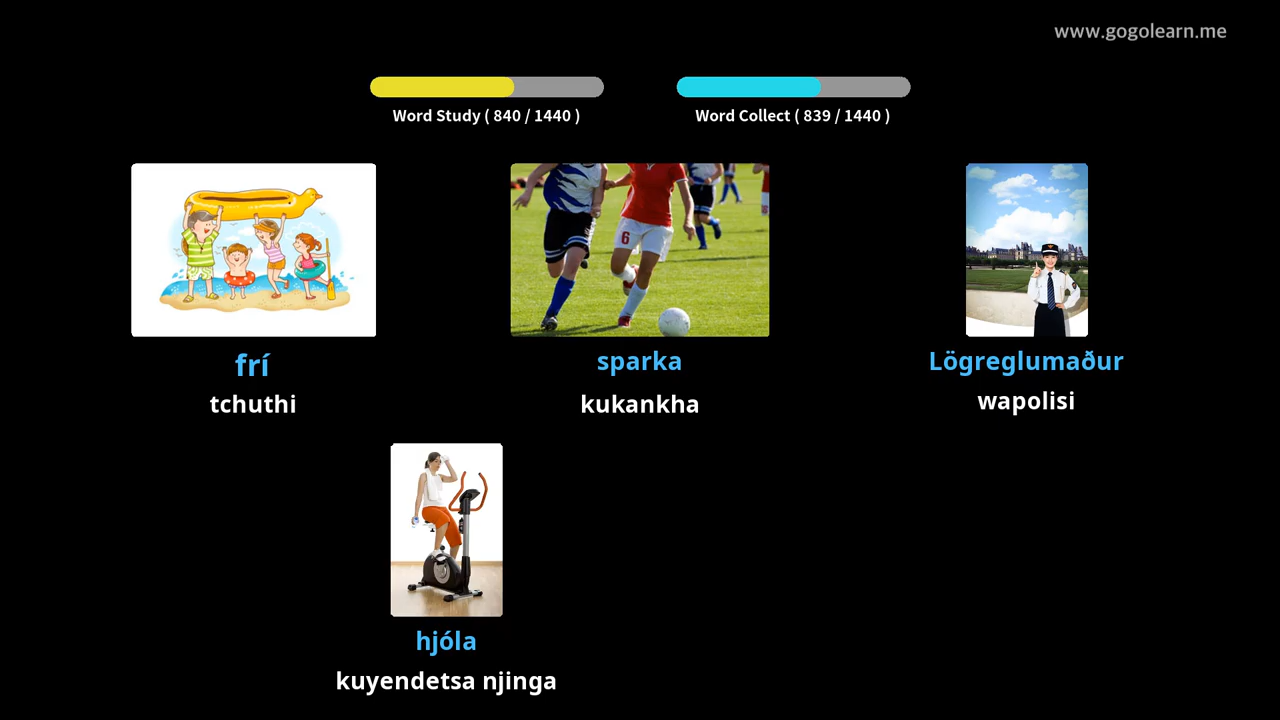 www.gogolearn.me
Word Study ( 840 / 1440 )
Word Collect ( 839 / 1440 )
frí
tchuthi
sparka
kukankha
Lögreglumaður
wapolisi
6
hjóla
kuyendetsa njinga